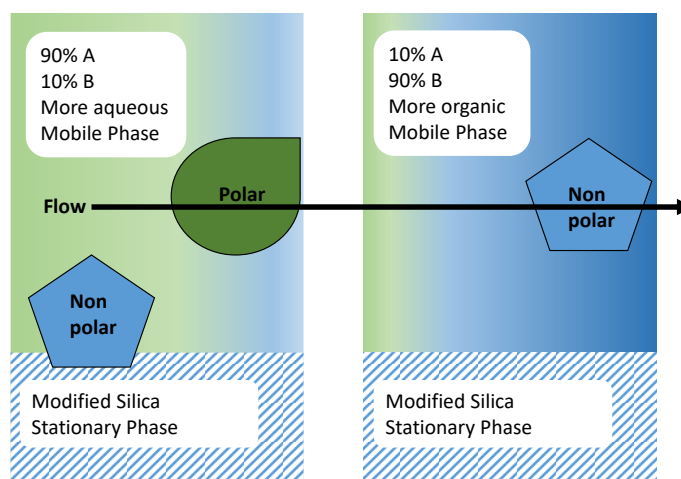 90% A
10% B
More aqueous
Mobile Phase
Polar
Flow
Non
polar
Modified Silica
Stationary Phase
10% A
90% B
More organic
Mobile Phase
Non
polar
Modified Silica
Stationary Phase